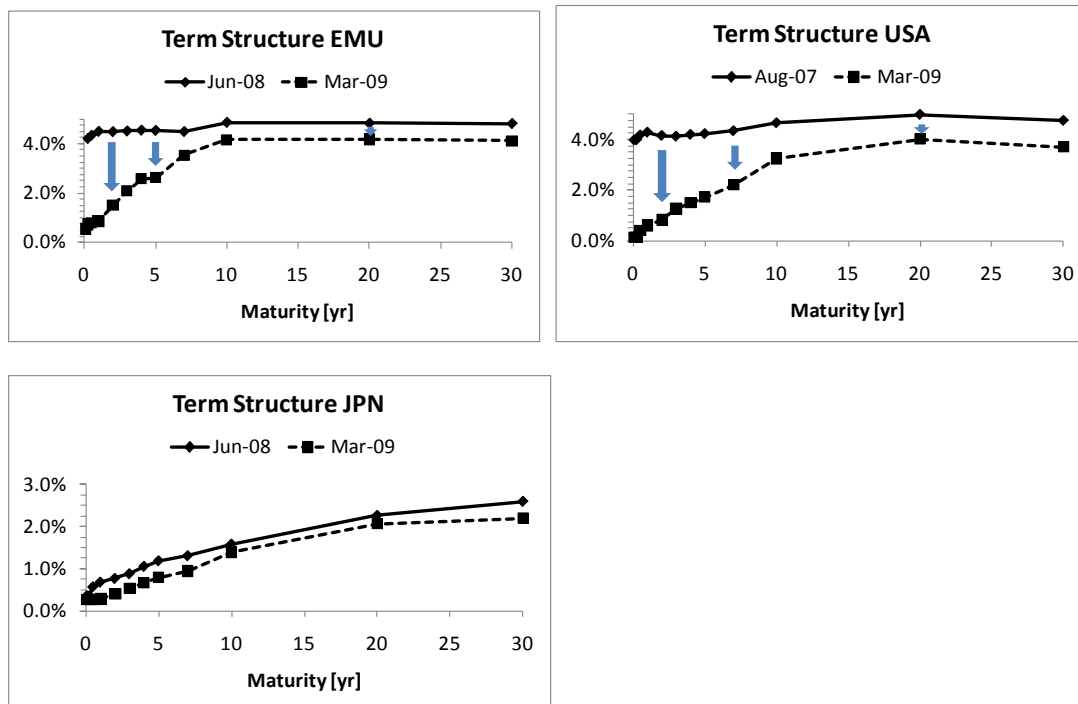 Term Structure EMU
Jun-08 Mar-09
4.0%
2.0%
0.0%
0 5 10 15 20 25 30
Maturity [yr]
Term Structure USA
Aug-07 Mar-09
4.0%
2.0%
0.0%
0 5 10 15 20 25 30
Maturity [yr]
Term Structure JPN
Jun-08 Mar-09
3.0%
2.0%
1.0%
0.0%
0 5 10 15 20 25 30
Maturity [yr]